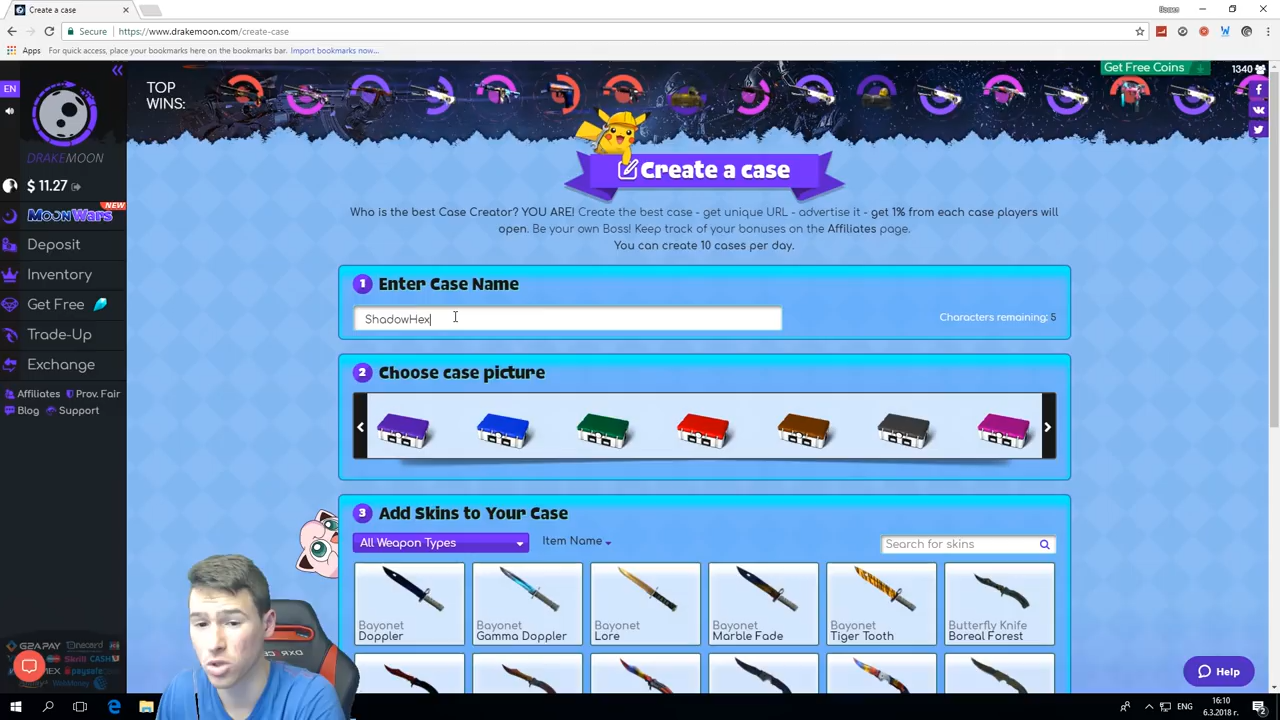 Create a case
Secure https://www.drakemoon.com/create-case
Apps For quick access, place your bookmarks here on the bookmarks bar. Import bookmarks now...
EN
TOP
WINS:
Get Free Coins
1340
DRAKEMOON
$ 11.27
MOONWARS NEW
Deposit
Inventory
Get Free
Trade-Up
Exchange
Affiliates Prov. Fair
Blog Support
Create a case
Who is the best Case Creator? YOU ARE! Create the best case - get unique URL - advertise it - get 1% from each case players will
open. Be your own Boss! Keep track of your bonuses on the Affiliates page.
You can create 10 cases per day.
1 Enter Case Name
ShadowHex
Characters remaining: 5
2 Choose case picture
3 Add Skins to Your Case
All Weapon Types
Item Name
Search for skins
Bayonet
Doppler
Bayonet
Gamma Doppler
Bayonet
Lore
Bayonet
Marble Fade
Bayonet
Tiger Tooth
Butterfly Knife
Boreal Forest
G2APAY
Skrill CASH
paysafe
WebMoney
Help
ENG
16:10
6.3.2018 г.
2